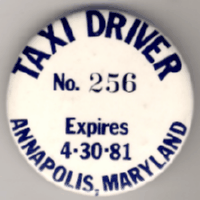 TAXI DRIVER
No. 256
Expires
4-30-81
ANNAPOLIS, MARYLAND